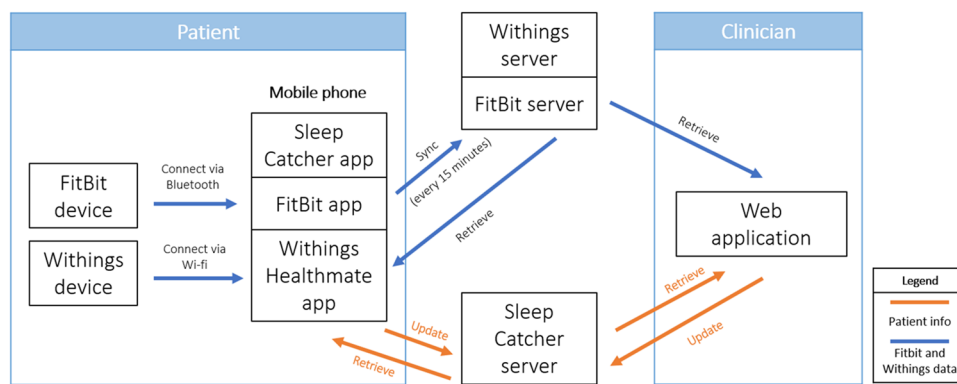 Patient
Withings
server
FitBit server
Clinician
Mobile phone
Sleep
Catcher app
FitBit app
Withings
Healthmate
app
FitBit
device
Connect via
Bluetooth
Withings
device
Connect via
Wi-fi
Sync
(every 15 minutes)
Retrieve
Retrieve
Web
application
Update
Retrieve
Sleep
Catcher
server
Retrieve
Update
Legend
Patient info
Fitbit and
Withings data